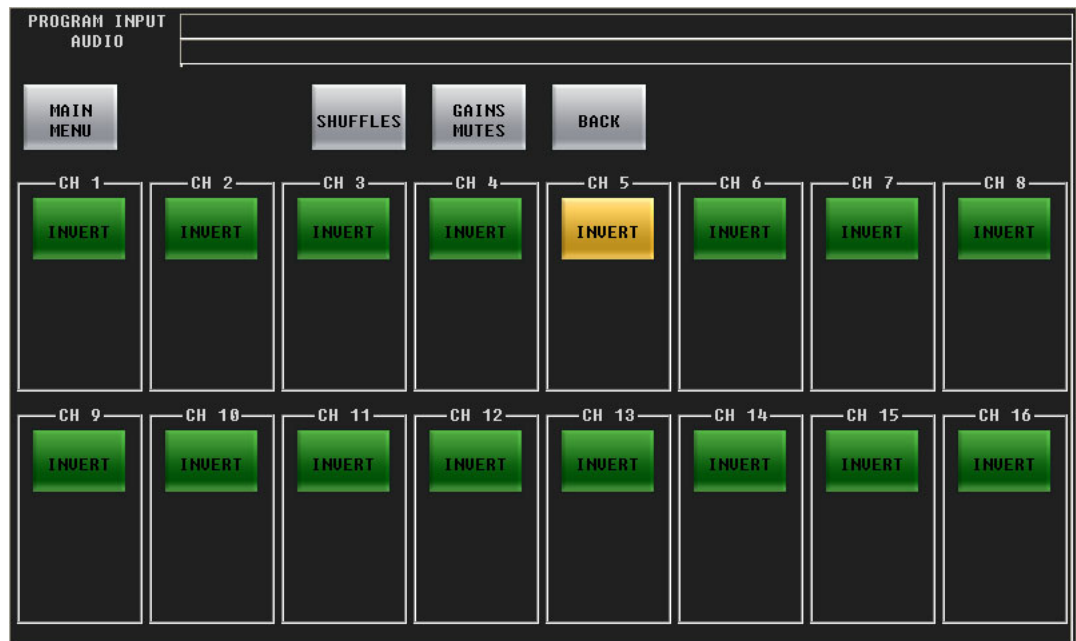 PROGRAM INPUT
AUDIO
MAIN
MENU
SHUFFLES
GAINS
MUTES
BACK
CH 1 CH 2 CH 3 CH 4 CH 5 CH 6 CH 7 CH 8
INVERT INVERT INVERT INVERT INVERT INVERT INVERT INVERT
CH 9 CH 10 CH 11 CH 12 CH 13 CH 14 CH 15 CH 16
INVERT INVERT INVERT INVERT INVERT INVERT INVERT INVERT